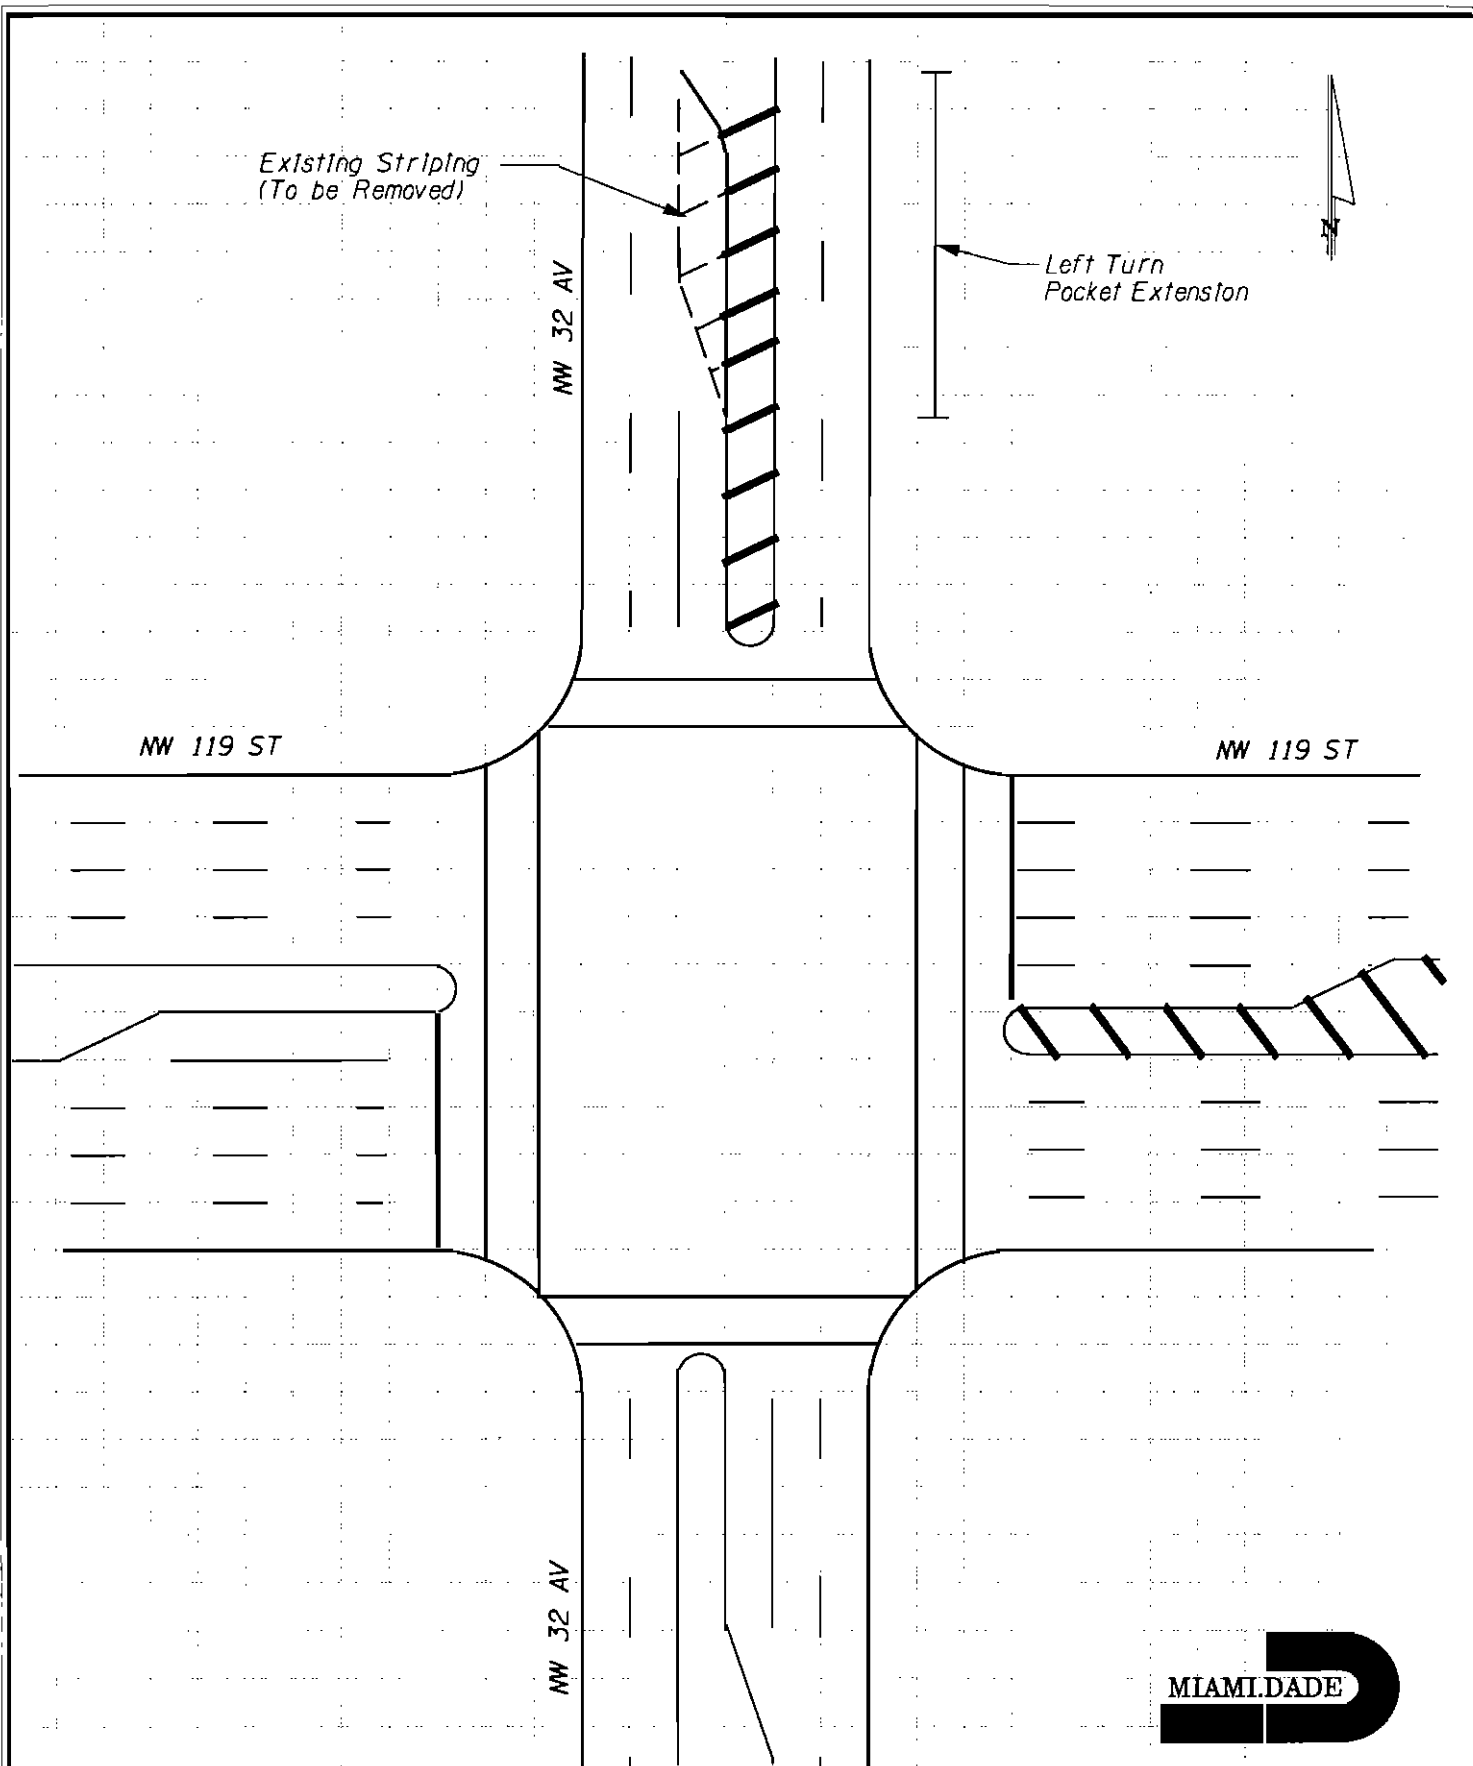 Existing Striping
(To be Removed)
N
Left Turn
Pocket Extension
NW 32 AV
NW 119 ST
NW 119 ST
NW 32 AV
MIAMI.DADE